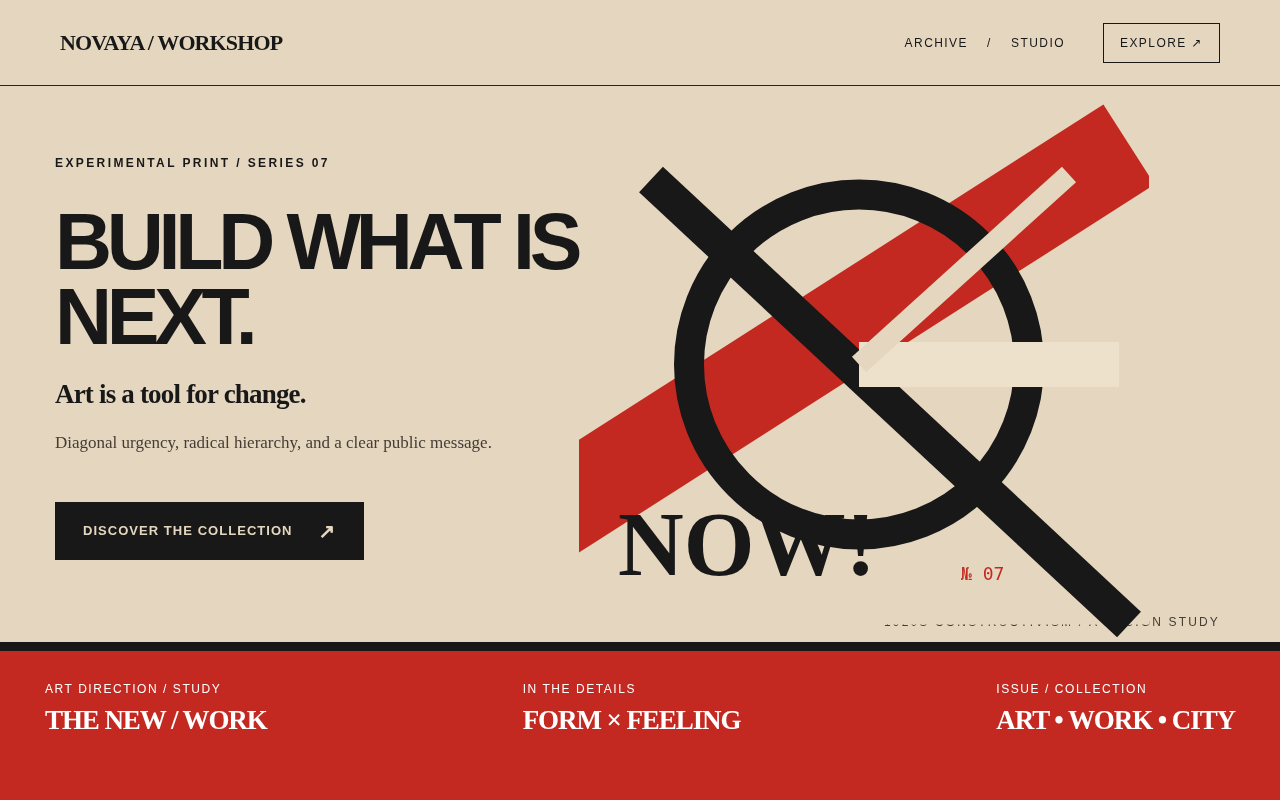 NOVAYA / WORKSHOP
ARCHIVE / STUDIO
EXPLORE ↗
EXPERIMENTAL PRINT / SERIES 07
BUILD WHAT IS
NEXT.
Art is a tool for change.
Diagonal urgency, radical hierarchy, and a clear public message.
DISCOVER THE COLLECTION ↗
NOW!
№ 07
STUDY
ART DIRECTION / STUDY
THE NEW / WORK
IN THE DETAILS
FORM × FEELING
ISSUE / COLLECTION
ART • WORK • CITY